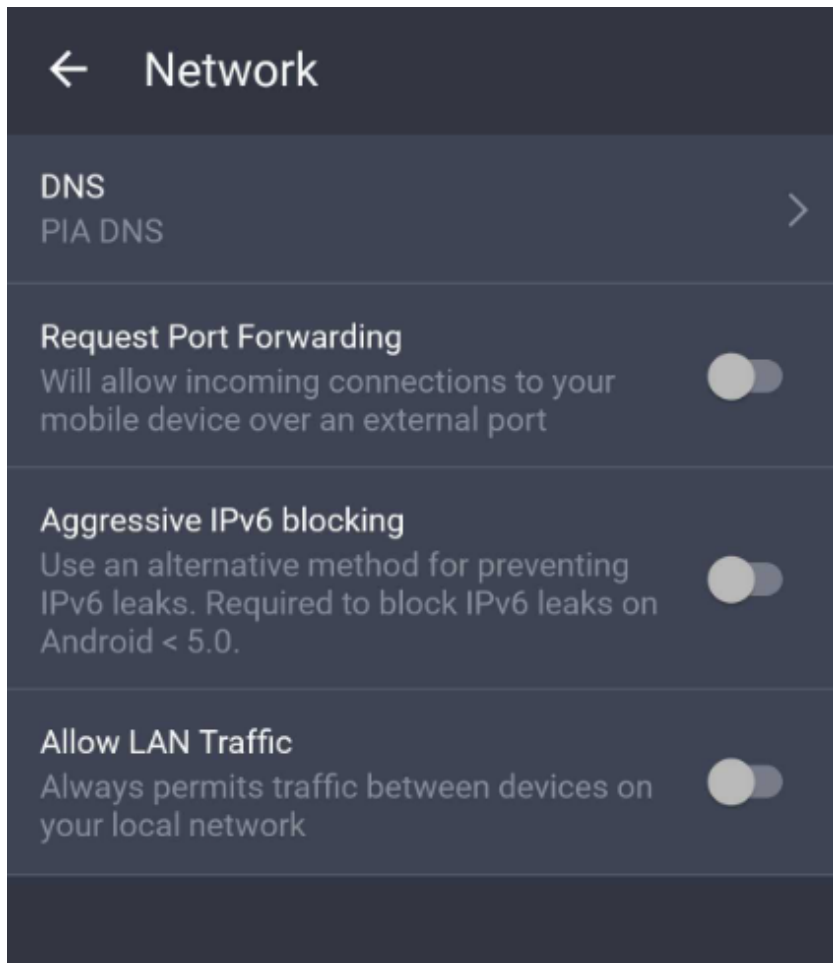 Network
DNS
PIA DNS
Request Port Forwarding
Will allow incoming connections to your
mobile device over an external port
Aggressive IPv6 blocking
Use an alternative method for preventing
IPv6 leaks. Required to block IPv6 leaks on
Android < 5.0.
Allow LAN Traffic
Always permits traffic between devices on
your local network